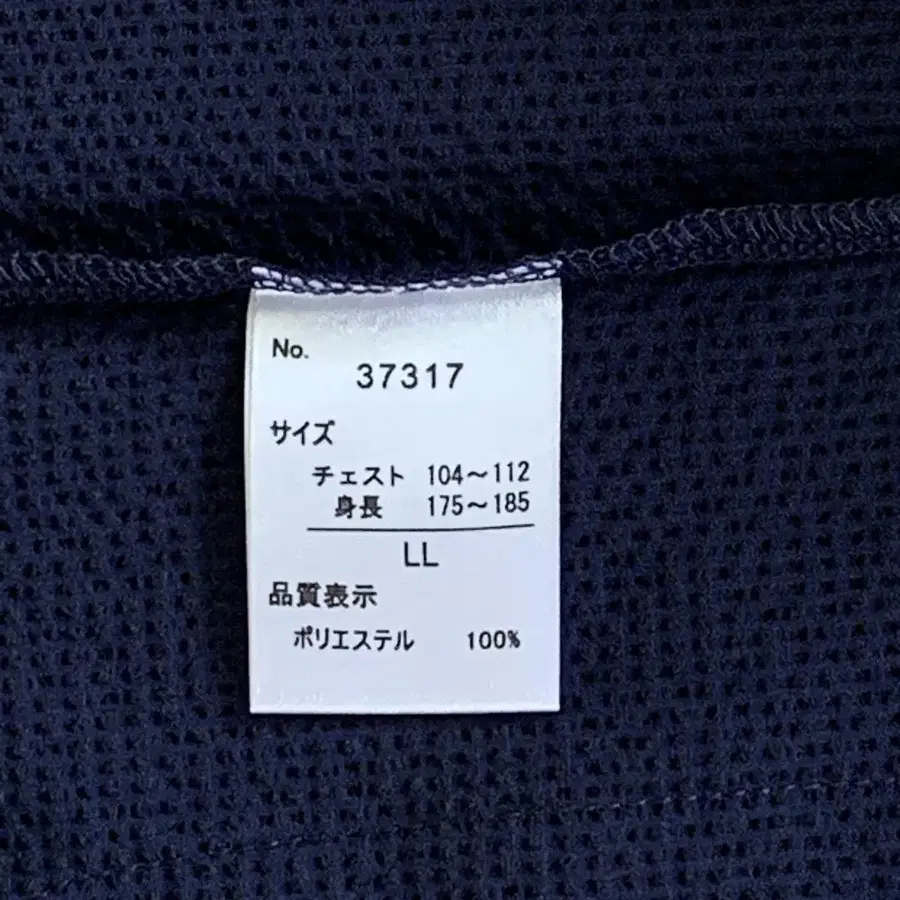 No.
37317
サイズ
チェスト 104〜112
身長 175〜185
LL
品質表示
ポリエステル 100%